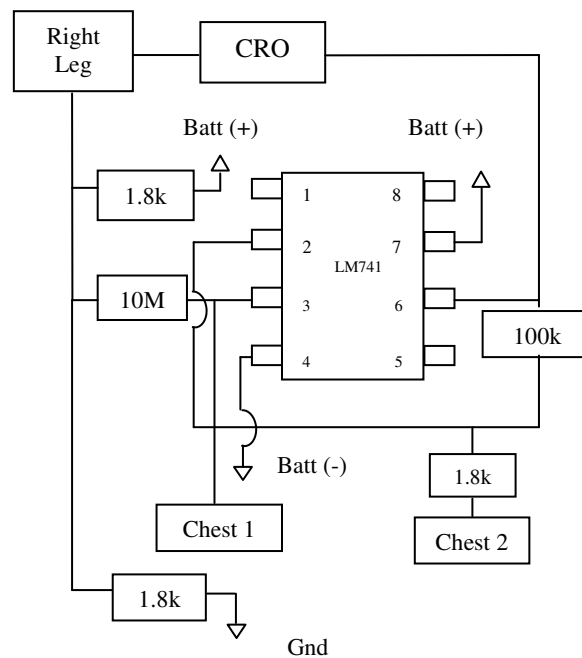 Right
Leg
CRO
Batt (+)
Batt (+)
1.8k
1
8
2
7
LM741
10M
3
6
100k
4
5
Batt (-)
1.8k
Chest 1
Chest 2
1.8k
Gnd